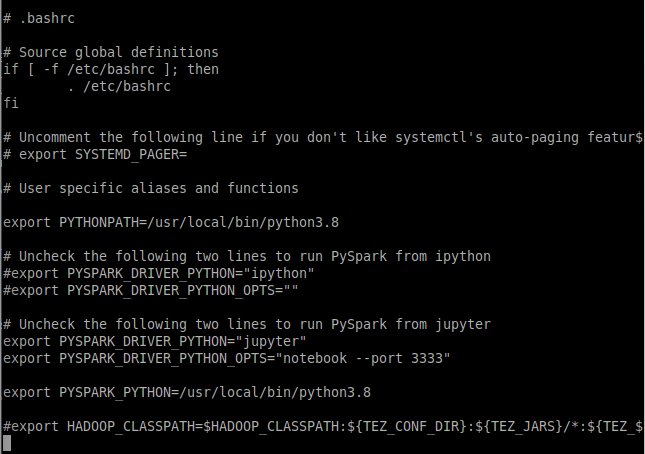 # .bashrc
# Source global definitions
if [ -f /etc/bashrc ]; then
        . /etc/bashrc
fi
# Uncomment the following line if you don't like systemctl's auto-paging featur$
# export SYSTEMD_PAGER=
# User specific aliases and functions
export PYTHONPATH=/usr/local/bin/python3.8
# Uncheck the following two lines to run PySpark from ipython
#export PYSPARK_DRIVER_PYTHON="ipython"
#export PYSPARK_DRIVER_PYTHON_OPTS=""
# Uncheck the following two lines to run PySpark from jupyter
export PYSPARK_DRIVER_PYTHON="jupyter"
export PYSPARK_DRIVER_PYTHON_OPTS="notebook --port 3333"
export PYSPARK_PYTHON=/usr/local/bin/python3.8
#export HADOOP_CLASSPATH=$HADOOP_CLASSPATH:${TEZ_CONF_DIR}:${TEZ_JARS}/*:${TEZ_$